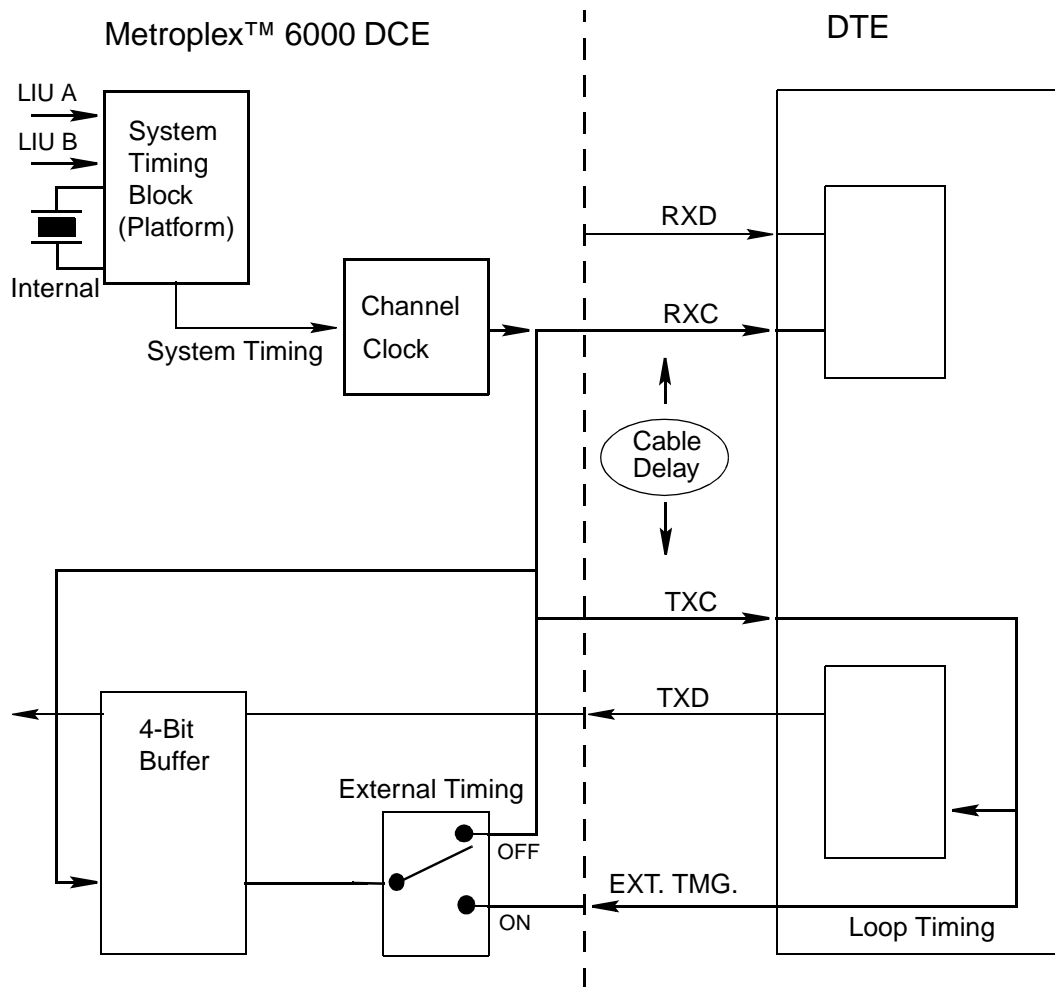 Metroplex™ 6000 DCE
DTE
LIU A
LIU B
System
Timing
Block
(Platform)
Internal
System Timing
Channel
Clock
RXD
RXC
Cable
Delay
TXC
TXD
4-Bit
Buffer
External Timing
OFF
ON
EXT. TMG.
Loop Timing